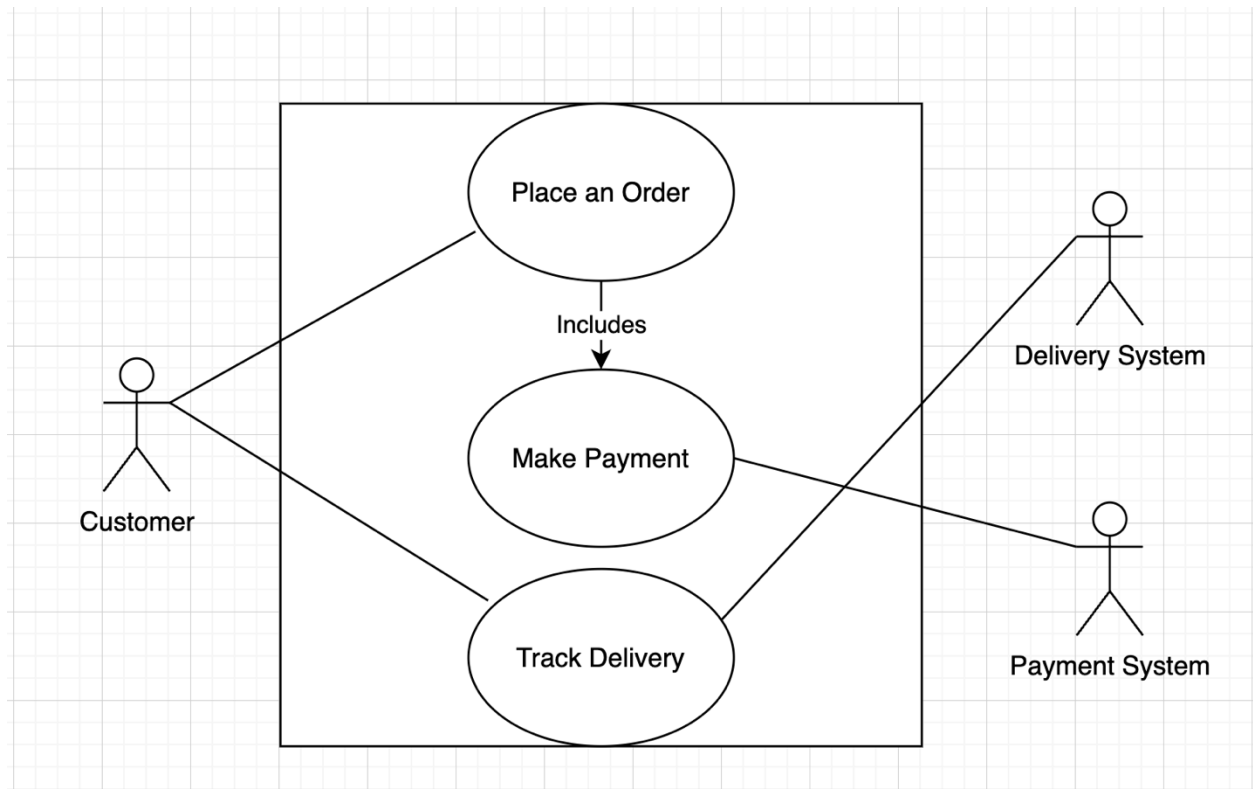 Place an Order
Includes
Make Payment
Track Delivery
Customer
Delivery System
Payment System